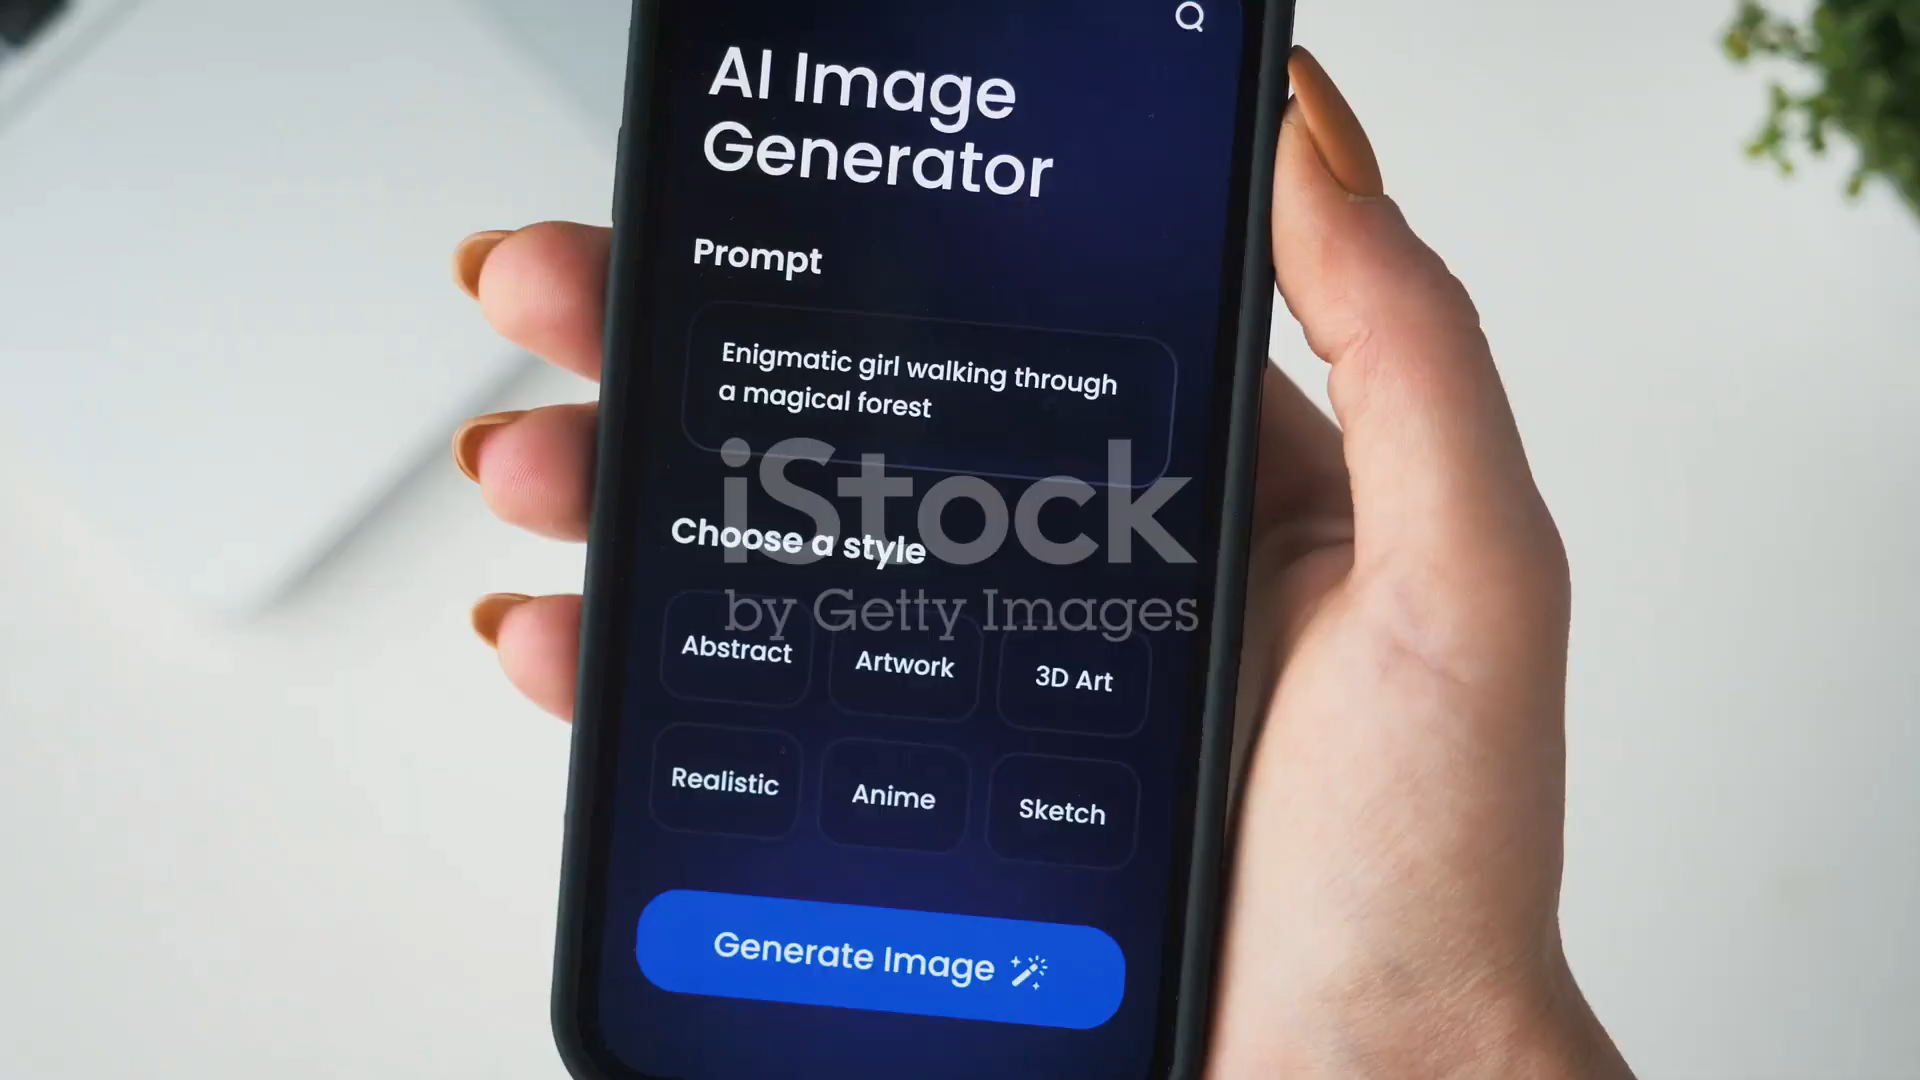 AI Image
Generator
Prompt
Enigmatic girl walking through
a magical forest
iStock
by Getty Images
Choose a style
Abstract
Artwork
3D Art
Realistic
Anime
Sketch
Generate Image